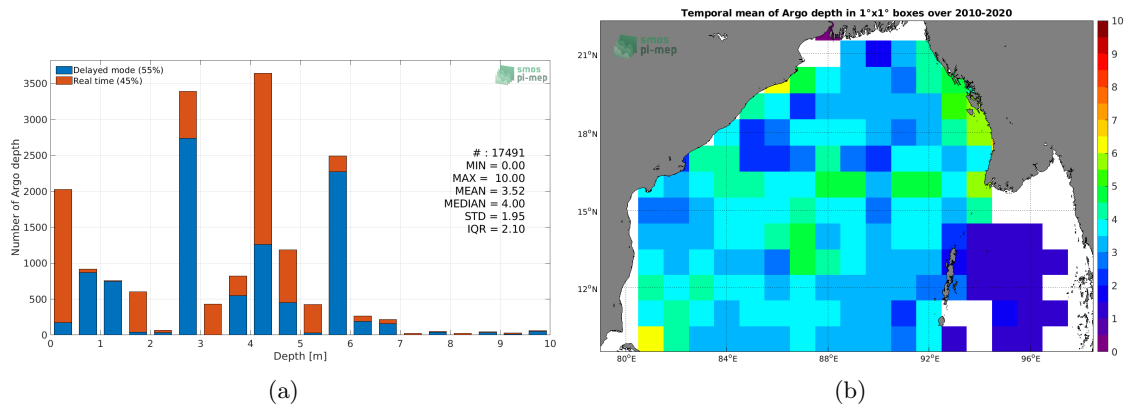 smos
pi-mep
Delayed mode (55%)
Real time (45%)
# : 17491
MIN = 0.00
MAX = 10.00
MEAN = 3.52
MEDIAN = 4.00
STD = 1.95
IQR = 2.10
Number of Argo depth
3500
3000
2500
2000
1500
1000
500
0
0 1 2 3 4 5 6 7 8 9 10
Depth [m]
(a)
Temporal mean of Argo depth in 1°x1° boxes over 2010-2020
smos
pi-mep
21°N
18°N
15°N
12°N
80°E 84°E 88°E 92°E 96°E
10
9
8
7
6
5
4
3
2
1
0
(b)